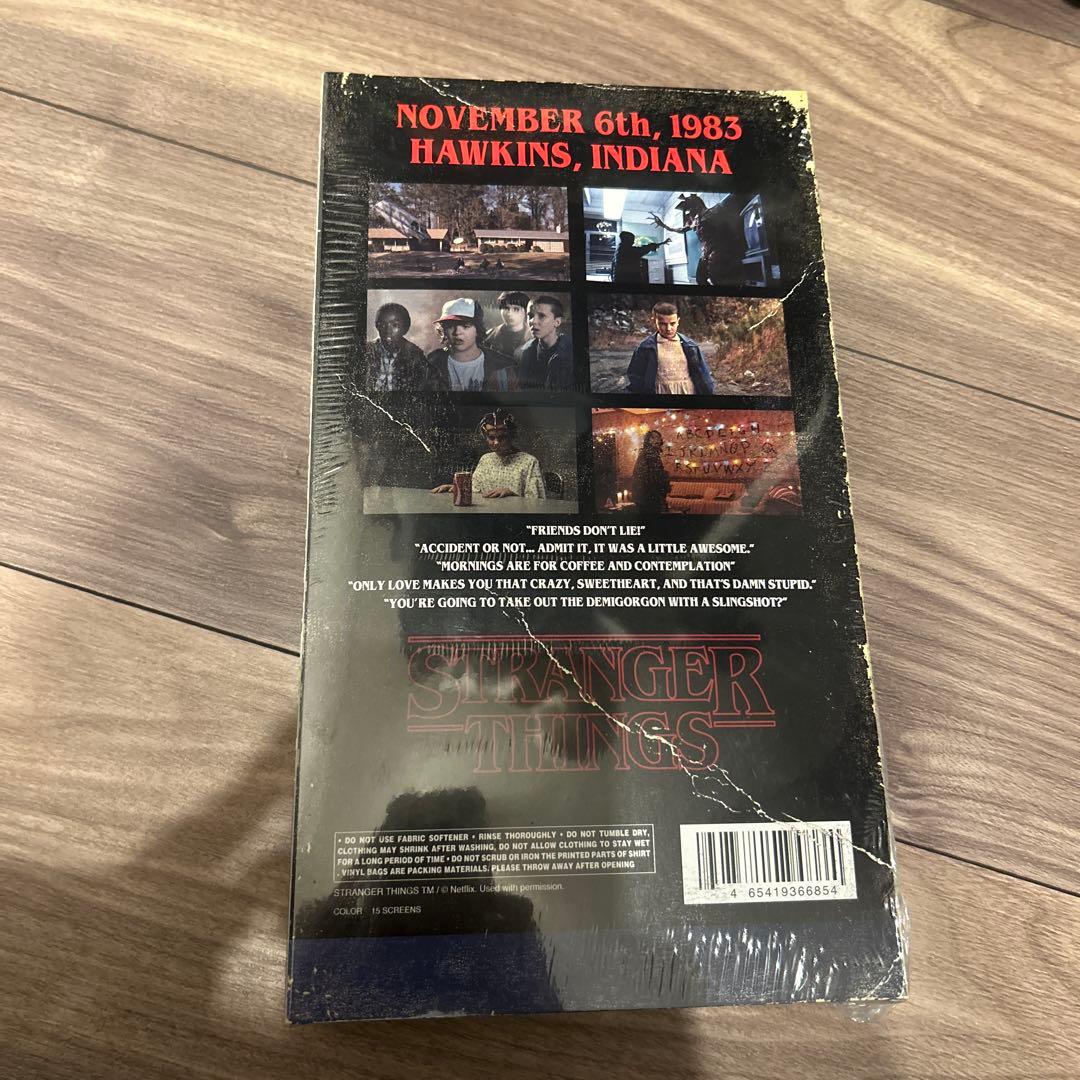 NOVEMBER 6th, 1983
HAWKINS, INDIANA
ABCDEFGH
IJKLMNOP Q
RSTUVWXY
"FRIENDS DON'T LIE!"
"ACCIDENT OR NOT... ADMIT IT, IT WAS A LITTLE AWESOME."
"MORNINGS ARE FOR COFFEE AND CONTEMPLATION"
"ONLY LOVE MAKES YOU THAT CRAZY, SWEETHEART, AND THAT'S DAMN STUPID."
"YOU'RE GOING TO TAKE OUT THE DEMIGORGON WITH A SLINGSHOT?"
STRANGER
THINGS
• DO NOT USE FABRIC SOFTENER • RINSE THOROUGHLY • DO NOT TUMBLE DRY,
CLOTHING MAY SHRINK AFTER WASHING, DO NOT ALLOW CLOTHING TO STAY WET
FOR A LONG PERIOD OF TIME • DO NOT SCRUB OR IRON THE PRINTED PARTS OF SHIRT
. VINYL BAGS ARE PACKING MATERIALS. PLEASE THROW AWAY AFTER OPENING
STRANGER THINGS TM / © Netflix. Used with permission.
COLOR 15 SCREENS
4 65419366854